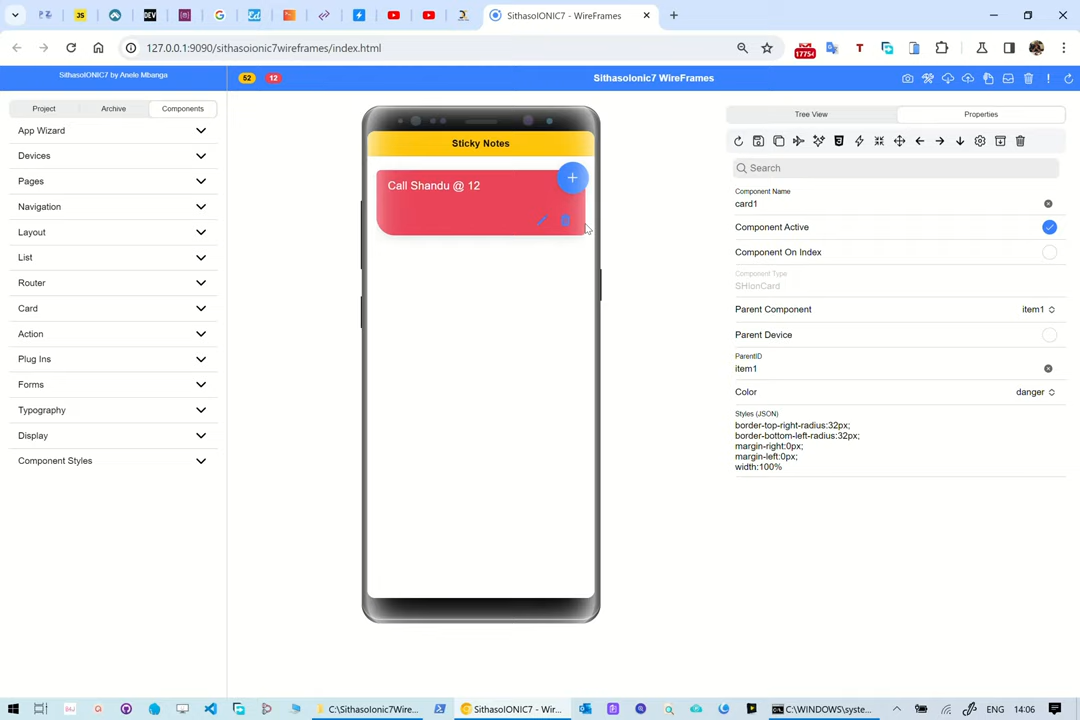 SithasoIONIC7 - WireFrames
127.0.0.1:9090/sithasoionic7wireframes/index.html
SithasoIONIC7 by Anele Mbanga
52
12
SithasoIonic7 WireFrames
Project
Archive
Components
App Wizard
Devices
Pages
Navigation
Layout
List
Router
Card
Action
Plug Ins
Forms
Typography
Display
Component Styles
Sticky Notes
Call Shandu @ 12
Tree View
Properties
Search
Component Name
card1
Component Active
Component On Index
Component Type
SHIonCard
Parent Component
item1
Parent Device
ParentID
item1
Color
danger
Styles (JSON)
border-top-right-radius:32px;
border-bottom-left-radius:32px;
margin-right:0px;
margin-left:0px;
width:100%
C:\SithasoIonic7Wire...
SithasoIONIC7 - Wir...
C:\WINDOWS\syste...
ENG
14:06